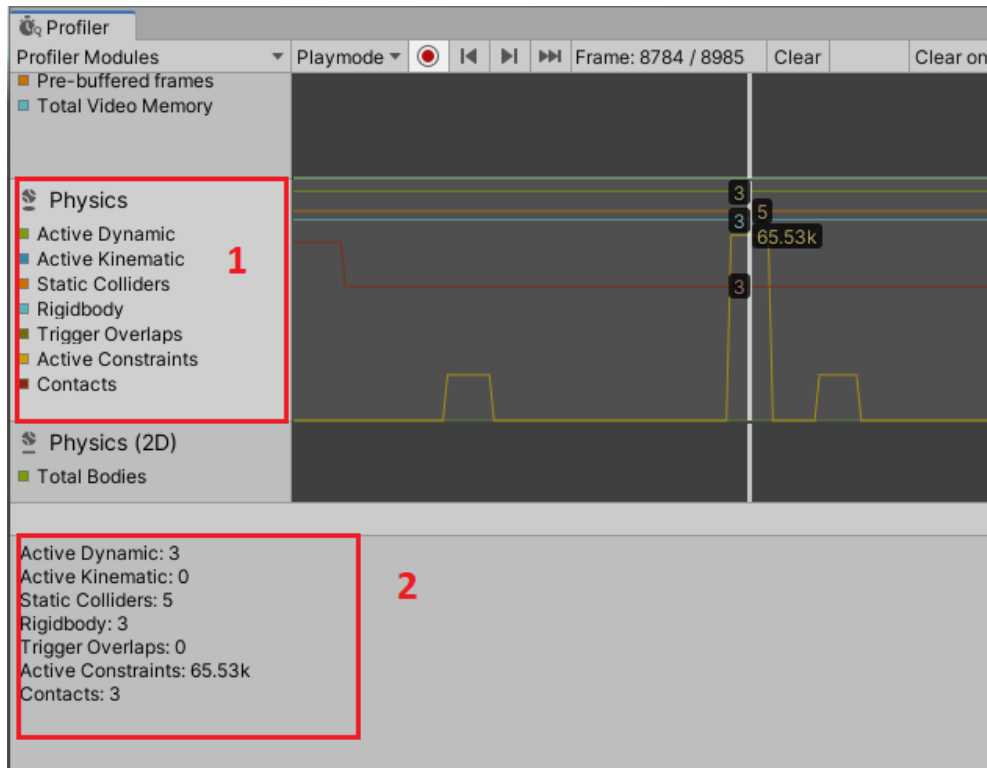 Profiler
Profiler Modules Playmode Frame: 8784 / 8985 Clear Clear on
Pre-buffered frames
Total Video Memory
Physics
Active Dynamic
Active Kinematic
Static Colliders
Rigidbody
Trigger Overlaps
Active Constraints
Contacts
1
3
5
3
65.53k
3
Physics (2D)
Total Bodies
Active Dynamic: 3
Active Kinematic: 0
Static Colliders: 5
Rigidbody: 3
Trigger Overlaps: 0
Active Constraints: 65.53k
Contacts: 3
2